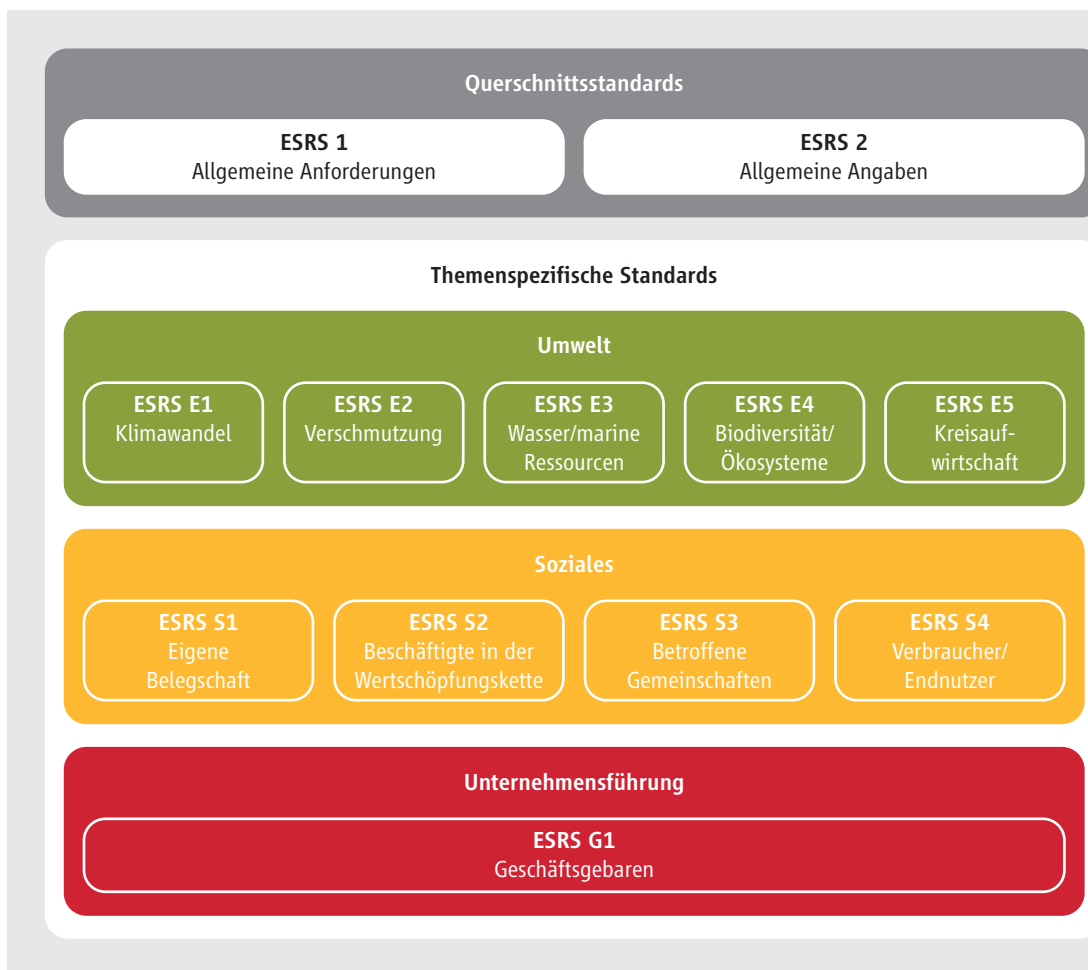 Querschnittsstandards
ESRS 1
Allgemeine Anforderungen
ESRS 2
Allgemeine Angaben
Themenspezifische Standards
Umwelt
ESRS E1
Klimawandel
ESRS E2
Verschmutzung
ESRS E3
Wasser/marine
Ressourcen
ESRS E4
Biodiversität/
Ökosysteme
ESRS E5
Kreisauf-
wirtschaft
Soziales
ESRS S1
Eigene
Belegschaft
ESRS S2
Beschäftigte in der
Wertschöpfungskette
ESRS S3
Betroffene
Gemeinschaften
ESRS S4
Verbraucher/
Endnutzer
Unternehmensführung
ESRS G1
Geschäftsgebaren